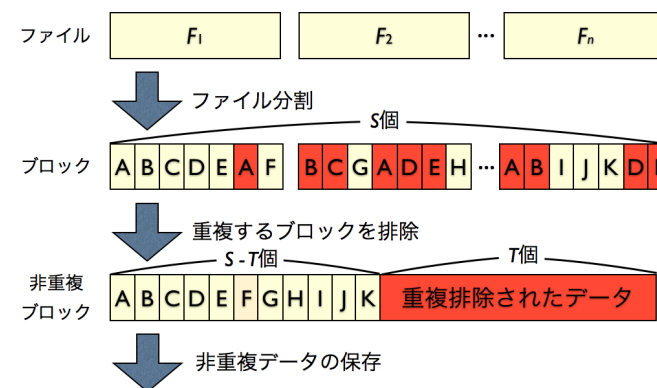 ファイル F1 F2 ... Fn
ファイル分割
S個
ブロック A B C D E A F B C G A D E H ... A B I J K D
重複するブロックを排除
S - T個 T個
非重複
ブロック A B C D E F G H I J K 重複排除されたデータ
非重複データの保存